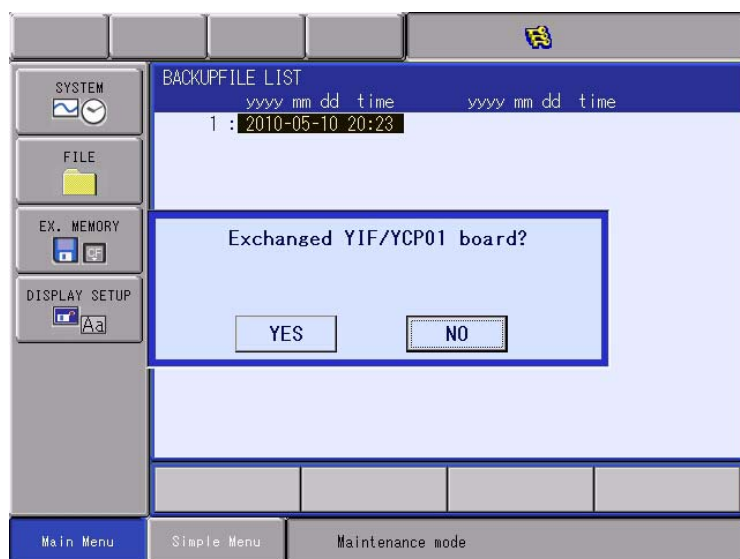 SYSTEM
FILE
EX. MEMORY
CF
DISPLAY SETUP
Aa
BACKUPFILE LIST
yyyy mm dd time yyyy mm dd time
1 : 2010-05-10 20:23
Exchanged YIF/YCP01 board?
YES NO
Main Menu Simple Menu Maintenance mode